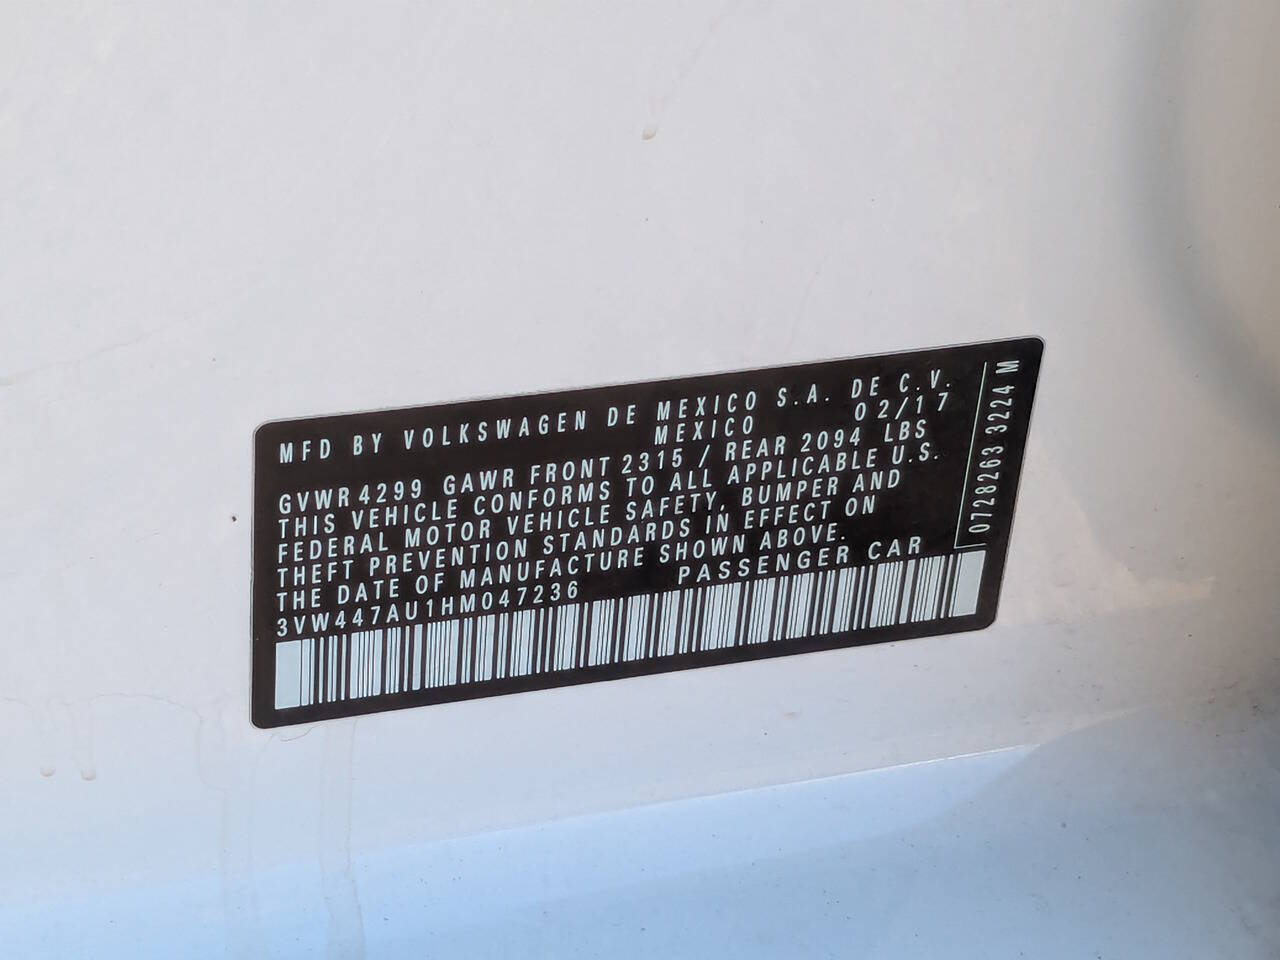 MFD BY VOLKSWAGEN DE MEXICO S.A. DE C.V.
MEXICO 02/17
GVWR 4299 GAWR FRONT 2315 / REAR 2094 LBS
THIS VEHICLE CONFORMS TO ALL APPLICABLE U.S.
FEDERAL MOTOR VEHICLE SAFETY, BUMPER AND
THEFT PREVENTION STANDARDS IN EFFECT ON
THE DATE OF MANUFACTURE SHOWN ABOVE.
3VW447AU1HM047236 PASSENGER CAR
0728263 3224 M